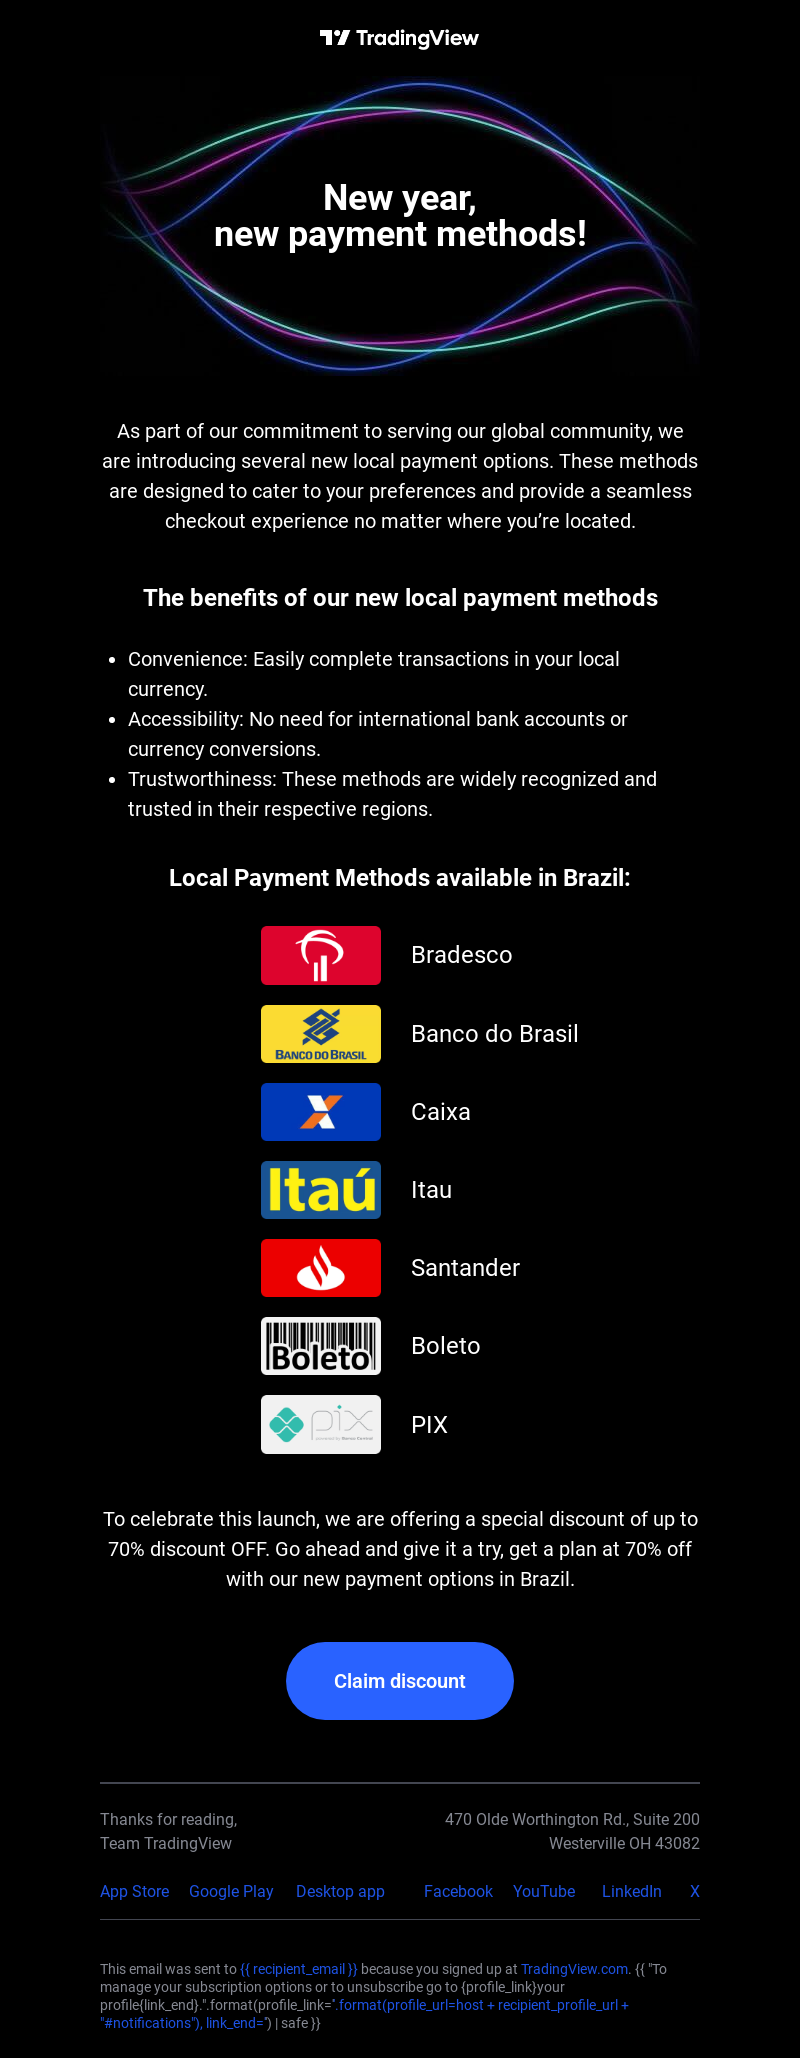 TradingView
New year,
new payment methods!
As part of our commitment to serving our global community, we
are introducing several new local payment options. These methods
are designed to cater to your preferences and provide a seamless
checkout experience no matter where you’re located.
The benefits of our new local payment methods
• Convenience: Easily complete transactions in your local
currency.
• Accessibility: No need for international bank accounts or
currency conversions.
• Trustworthiness: These methods are widely recognized and
trusted in their respective regions.
Local Payment Methods available in Brazil:
Bradesco
BANCO DO BRASIL Banco do Brasil
Caixa
Itaú Itau
Santander
Boleto Boleto
pix powered by Banco Central PIX
To celebrate this launch, we are offering a special discount of up to
70% discount OFF. Go ahead and give it a try, get a plan at 70% off
with our new payment options in Brazil.
Claim discount
Thanks for reading, 470 Olde Worthington Rd., Suite 200
Team TradingView Westerville OH 43082
App Store Google Play Desktop app Facebook YouTube LinkedIn X
This email was sent to {{ recipient_email }} because you signed up at TradingView.com. {{ "To
manage your subscription options or to unsubscribe go to {profile_link}your
profile{link_end}.".format(profile_link=''.format(profile_url=host + recipient_profile_url +
"#notifications"), link_end='') | safe }}